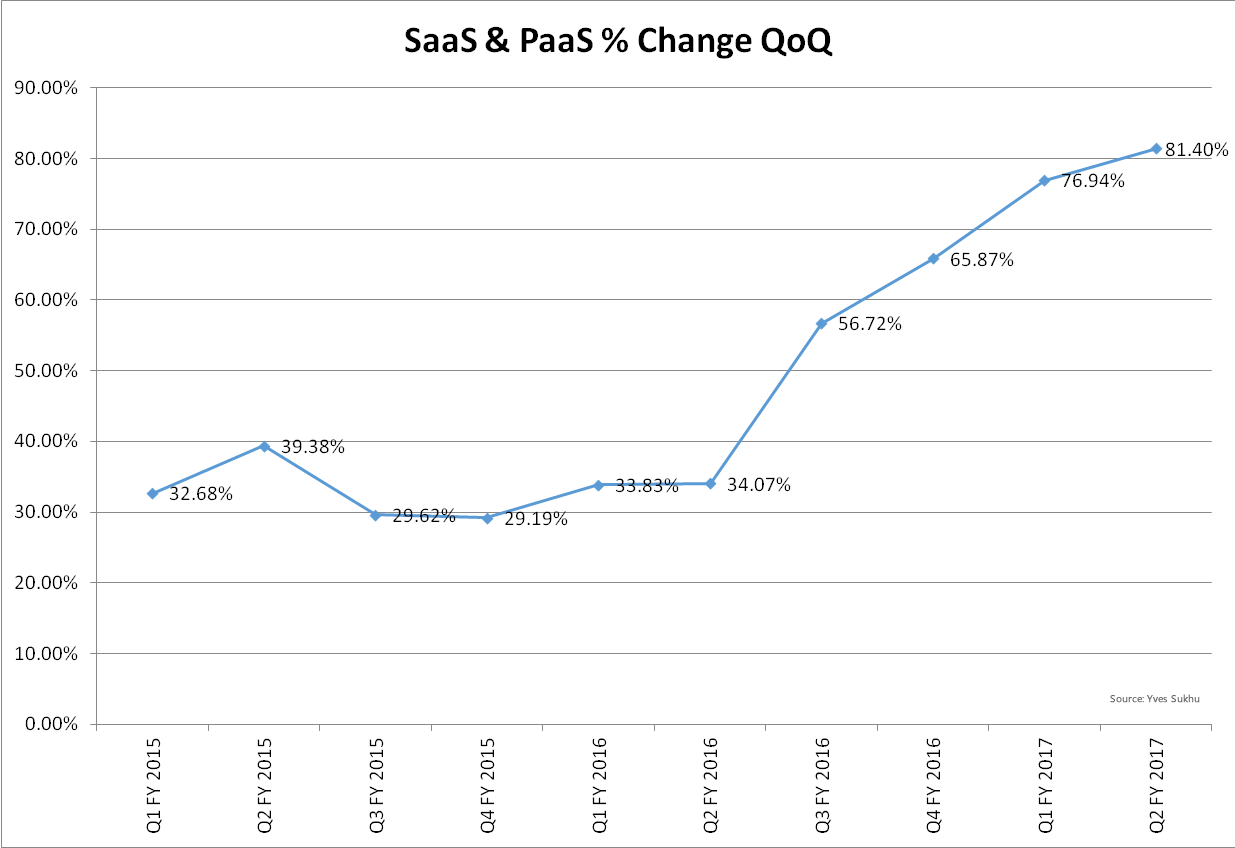 SaaS & PaaS % Change QoQ
90.00%
80.00%
70.00%
60.00%
50.00%
40.00%
30.00%
20.00%
10.00%
0.00%
32.68%
39.38%
29.62%
29.19%
33.83%
34.07%
56.72%
65.87%
76.94%
81.40%
Source: Yves Sukhu
Q1 FY 2015
Q2 FY 2015
Q3 FY 2015
Q4 FY 2015
Q1 FY 2016
Q2 FY 2016
Q3 FY 2016
Q4 FY 2016
Q1 FY 2017
Q2 FY 2017